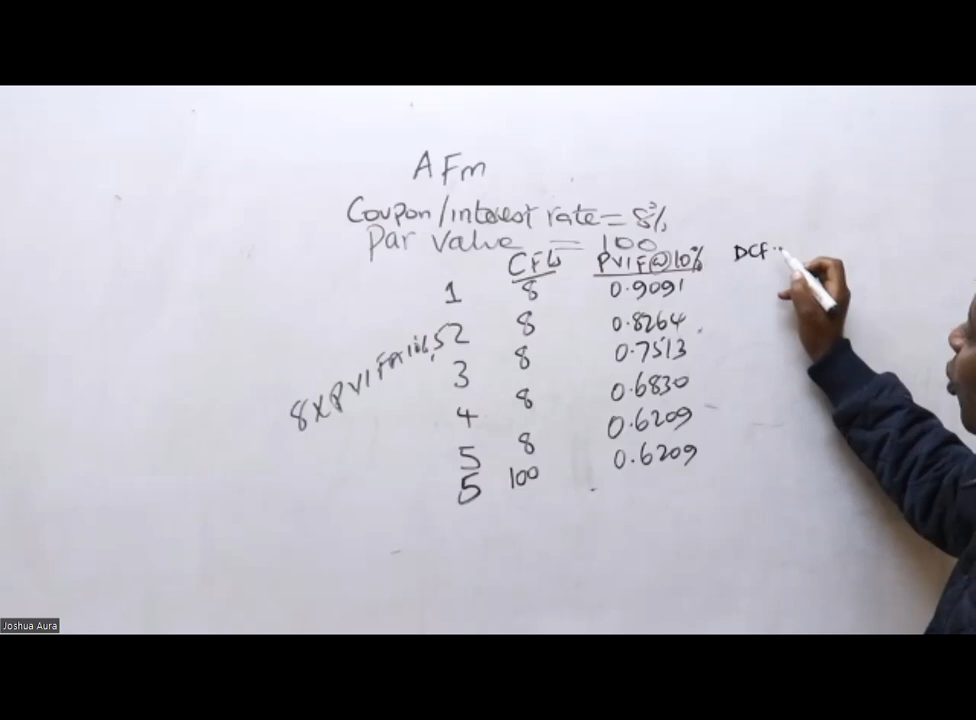 AFm
Coupon/interest rate = 8%
Par value = 100
CFs PVIF@10% DCF
1 8 0.9091
2 8 0.8264
3 8 0.7513
4 8 0.6830
5 8 0.6209
5 100 0.6209
8XPVIFA
Joshua Aura